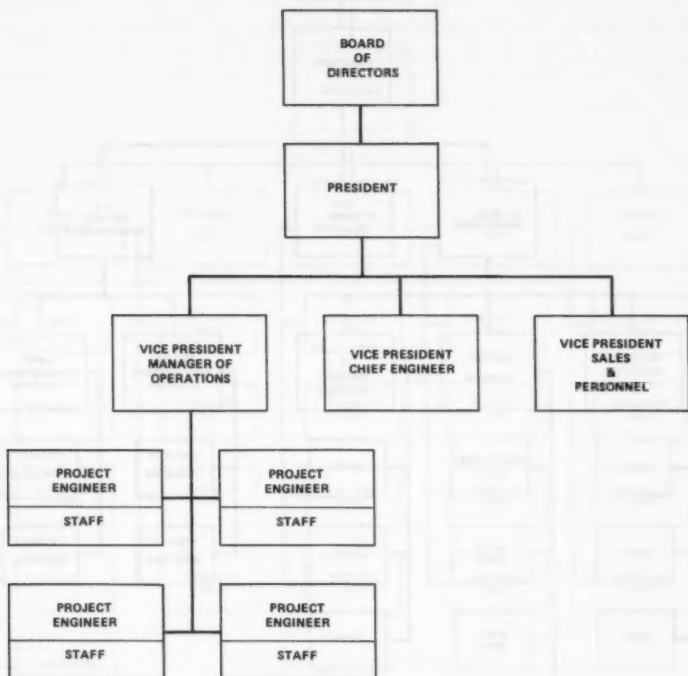 BOARD
OF
DIRECTORS
PRESIDENT
VICE PRESIDENT
MANAGER OF
OPERATIONS
VICE PRESIDENT
CHIEF ENGINEER
VICE PRESIDENT
SALES
&
PERSONNEL
PROJECT
ENGINEER
STAFF
PROJECT
ENGINEER
STAFF
PROJECT
ENGINEER
STAFF
PROJECT
ENGINEER
STAFF